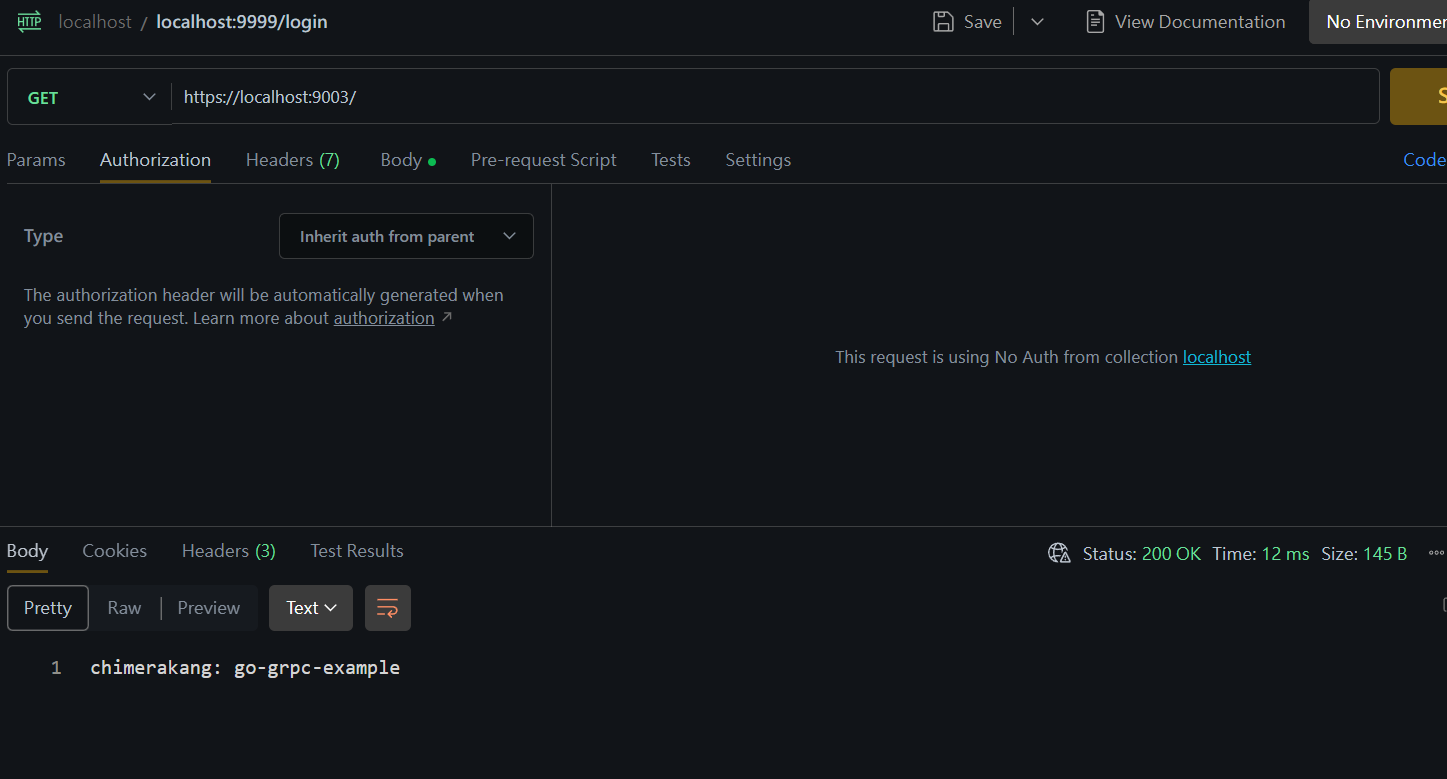 HTTP localhost / localhost:9999/login Save View Documentation
GET https://localhost:9003/
Params Authorization Headers (7) Body Pre-request Script Tests Settings Code
Type Inherit auth from parent
The authorization header will be automatically generated when
you send the request. Learn more about authorization ↗
This request is using No Auth from collection localhost
Body Cookies Headers (3) Test Results Status: 200 OK Time: 12 ms Size: 145 B
Pretty Raw Preview Text
1 chimerakang: go-grpc-example